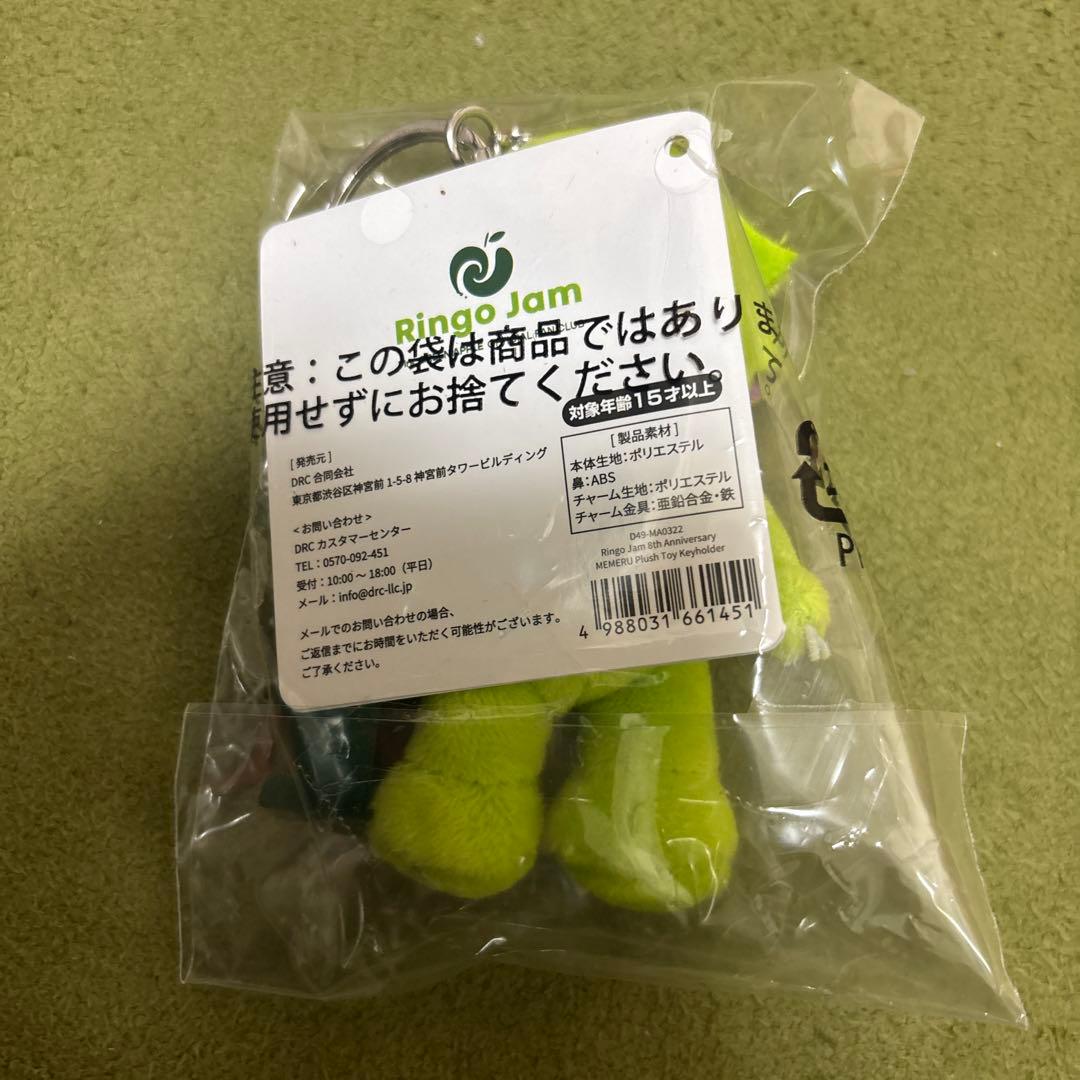 Ringo Jam
注意：この袋は商品ではありません。
使用せずにお捨てください。
対象年齢15才以上
[発売元]
DRC 合同会社
東京都渋谷区神宮前 1-5-8 神宮前タワービルディング
<お問い合わせ>
DRC カスタマーセンター
TEL：0570-092-451
受付：10:00 〜 18:00（平日）
メール：info@drc-llc.jp
メールでのお問い合わせの場合、
ご返信までにお時間をいただく可能性がございます。
ご了承ください。
[製品素材]
本体生地：ポリエステル
鼻：ABS
チャーム生地：ポリエステル
チャーム金具：亜鉛合金・鉄
D49-MA0322
Ringo Jam 8th Anniversary
MEMERU Plush Toy Keyholder
4 988031 661451